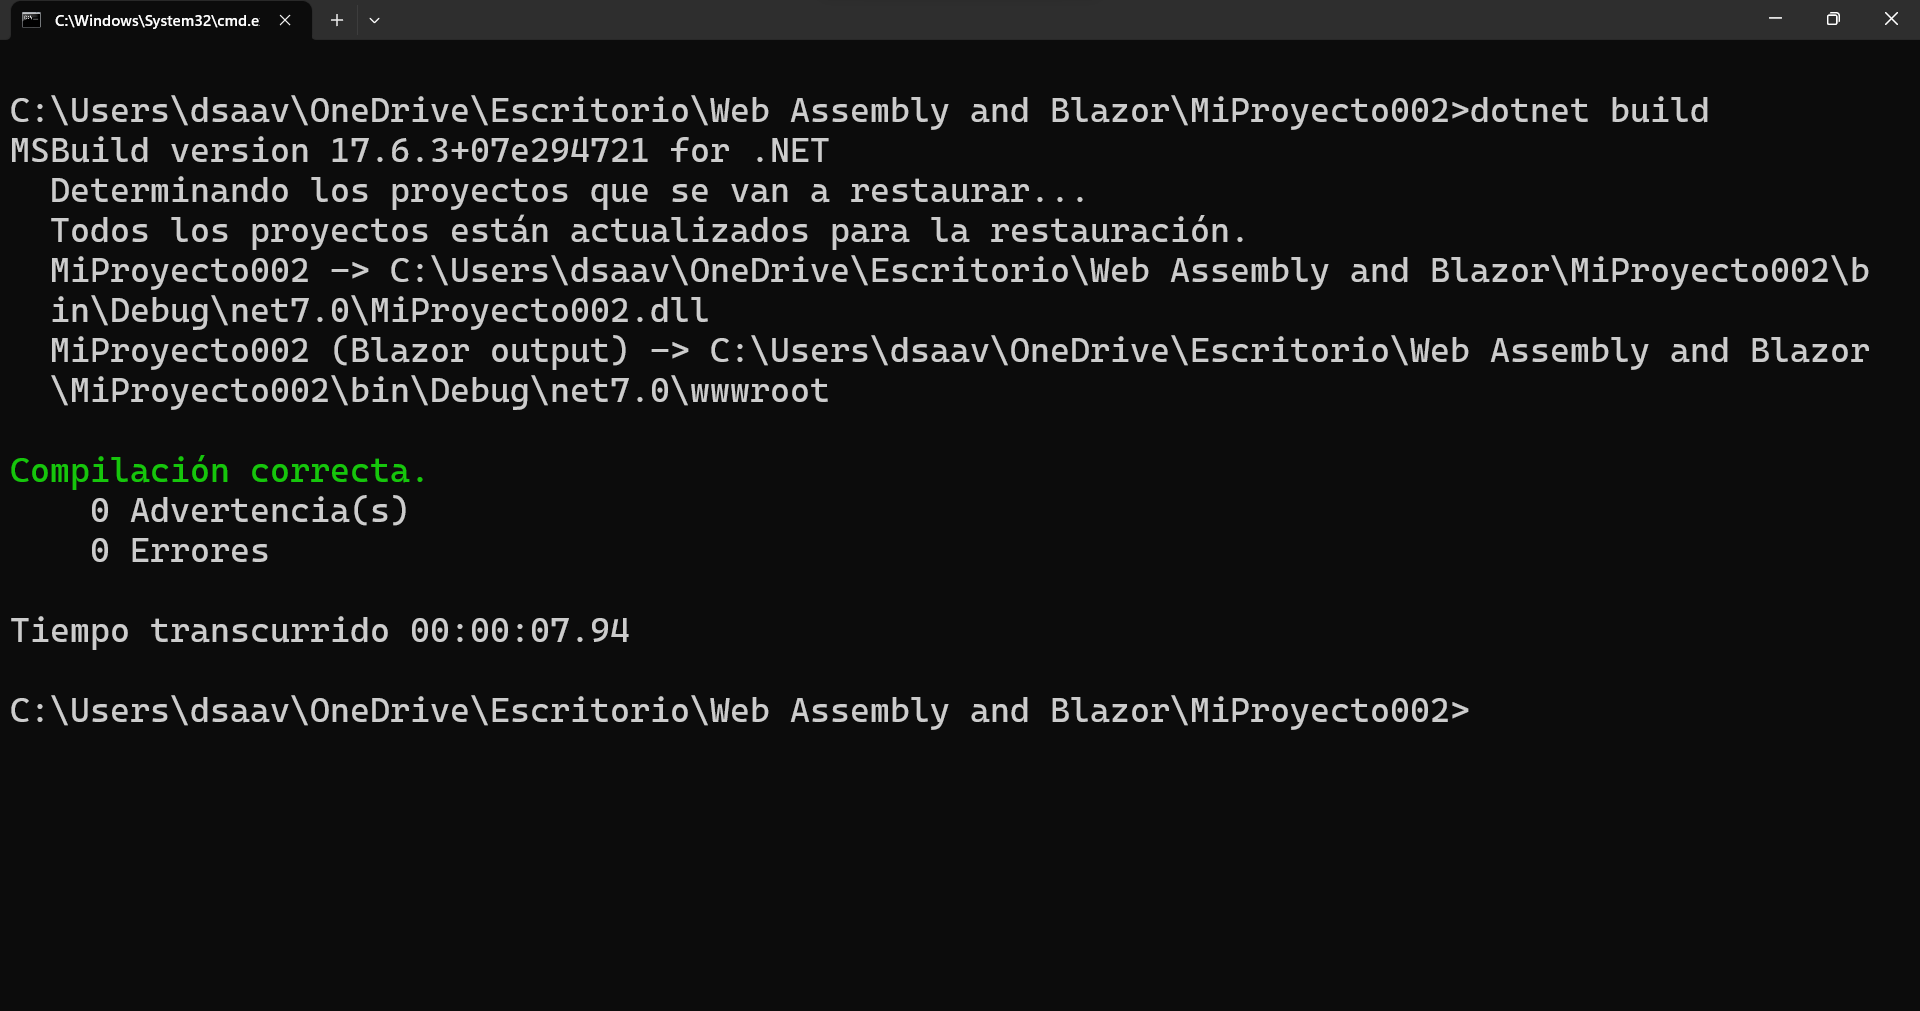 C:\Windows\System32\cmd.e
C:\Users\dsaav\OneDrive\Escritorio\Web Assembly and Blazor\MiProyecto002>dotnet build
MSBuild version 17.6.3+07e294721 for .NET
Determinando los proyectos que se van a restaurar...
Todos los proyectos están actualizados para la restauración.
MiProyecto002 -> C:\Users\dsaav\OneDrive\Escritorio\Web Assembly and Blazor\MiProyecto002\b
in\Debug\net7.0\MiProyecto002.dll
MiProyecto002 (Blazor output) -> C:\Users\dsaav\OneDrive\Escritorio\Web Assembly and Blazor
\MiProyecto002\bin\Debug\net7.0\wwwroot
Compilación correcta.
0 Advertencia(s)
0 Errores
Tiempo transcurrido 00:00:07.94
C:\Users\dsaav\OneDrive\Escritorio\Web Assembly and Blazor\MiProyecto002>